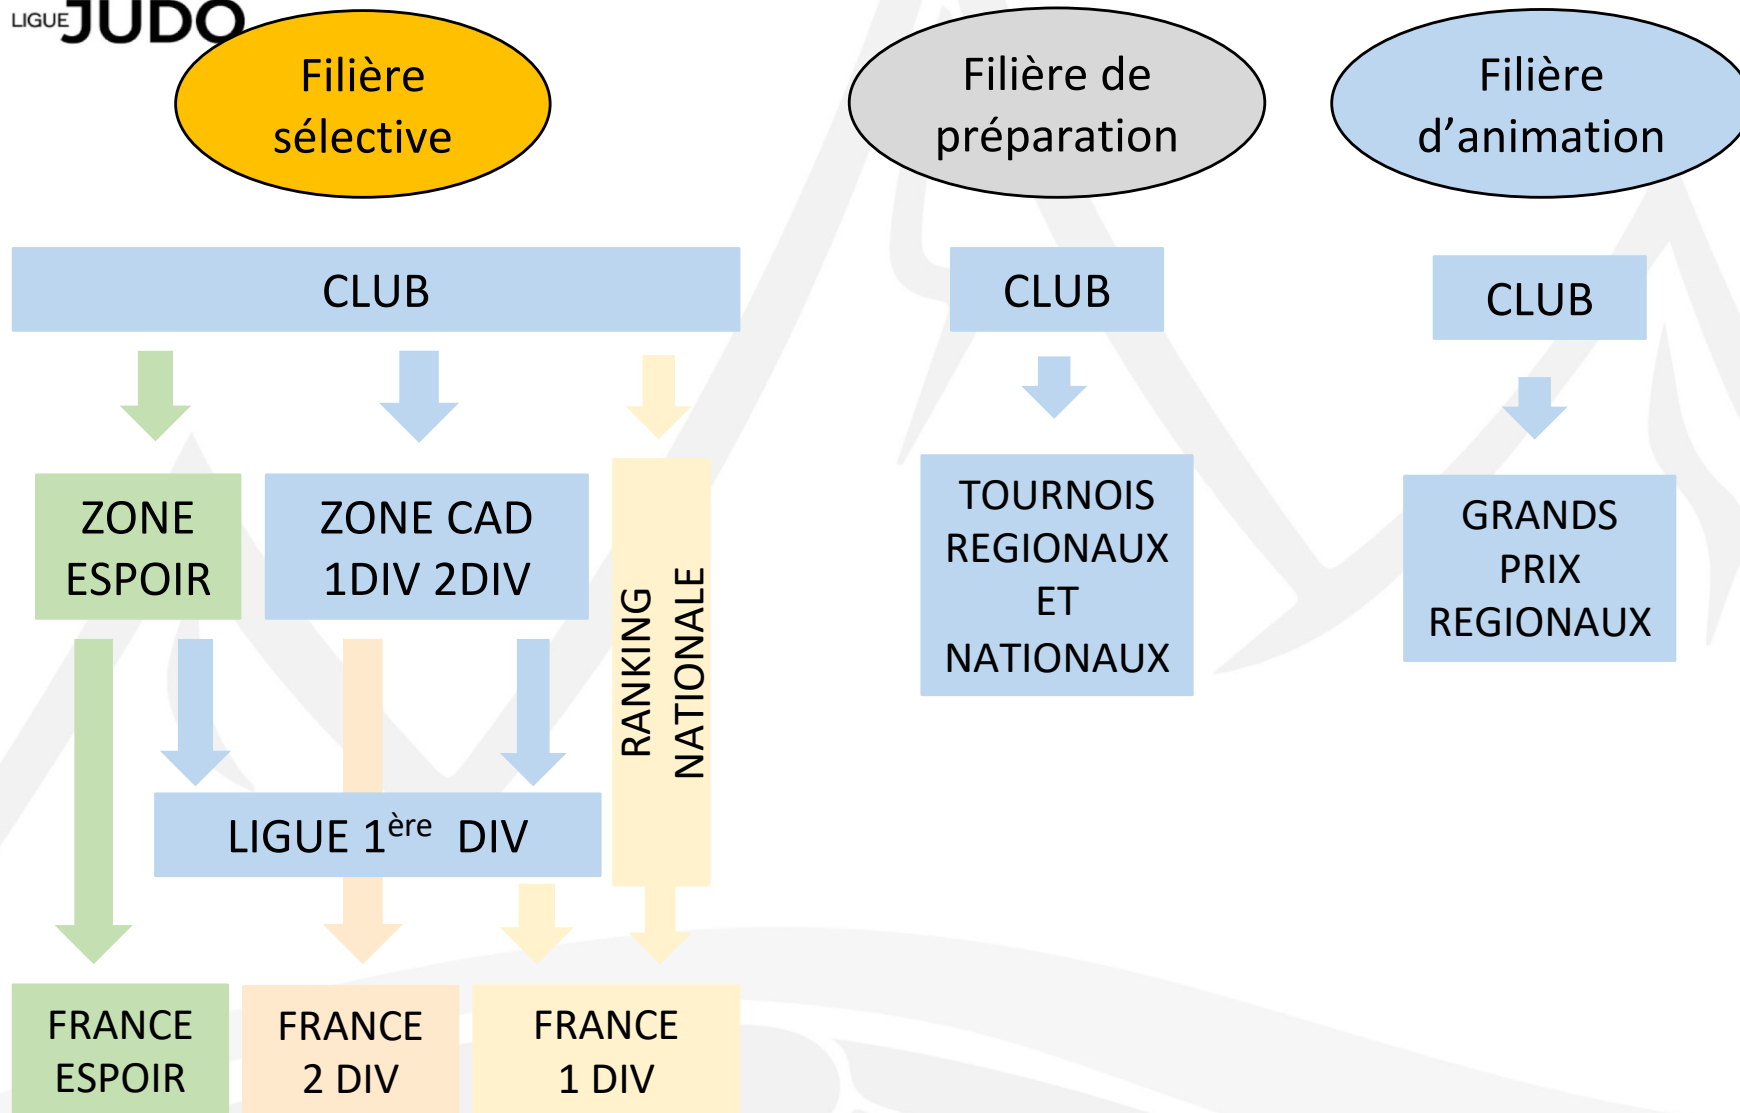 LIGUE JUDO
Filière
sélective
Filière de
préparation
Filière
d’animation
CLUB
CLUB
CLUB
ZONE
ESPOIR
ZONE CAD
1DIV 2DIV
RANKING
NATIONALE
TOURNOIS
REGIONAUX
ET
NATIONAUX
GRANDS
PRIX
REGIONAUX
LIGUE 1ère DIV
FRANCE
ESPOIR
FRANCE
2 DIV
FRANCE
1 DIV